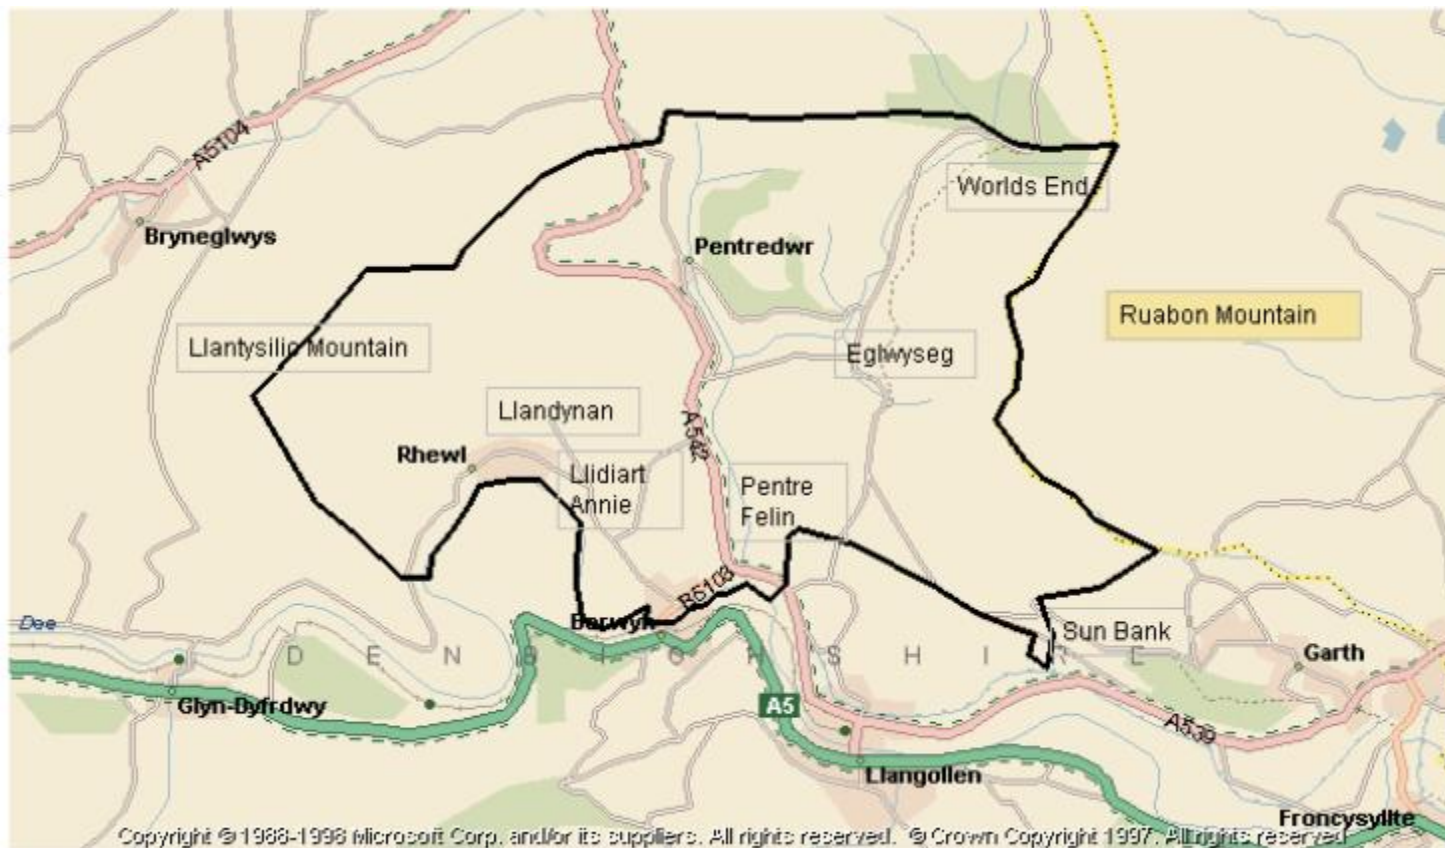 A5104
Bryneglwys
Worlds End
Pentredwr
Ruabon Mountain
Llantysilio Mountain
Eglwyseg
Llandynan
A542
Rhewl
Llidiart
Annie
Pentre
Felin
B5103
Dee
Berwyn
Sun Bank
DENBIGHSHIRE
Garth
Glyn-Dyfrdwy
A5
A539
Llangollen
Froncysyllte
Copyright © 1988-1998 Microsoft Corp. and/or its suppliers. All rights reserved. © Crown Copyright 1997. All rights reserved